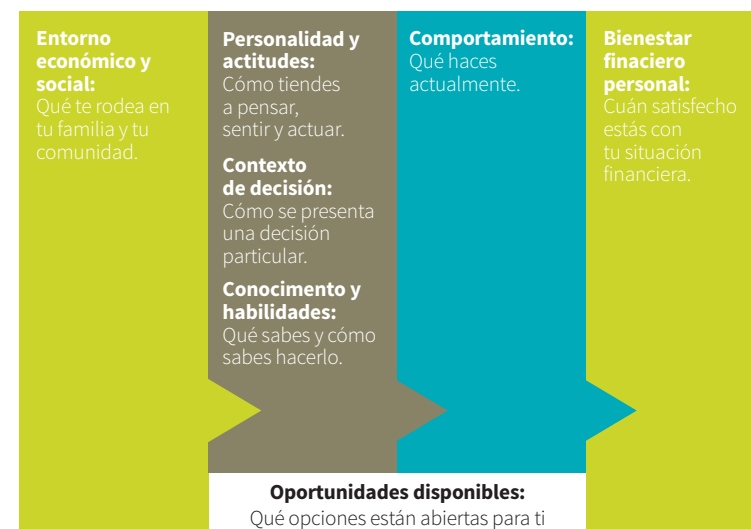 Entorno
económico y
social:
Qué te rodea en
tu familia y tu
comunidad.
Personalidad y
actitudes:
Cómo tiendes
a pensar,
sentir y actuar.
Contexto
de decisión:
Cómo se presenta
una decisión
particular.
Conocimento y
habilidades:
Qué sabes y cómo
sabes hacerlo.
Comportamiento:
Qué haces
actualmente.
Bienestar
finaciero
personal:
Cuán satisfecho
estás con
tu situación
financiera.
Oportunidades disponibles:
Qué opciones están abiertas para ti